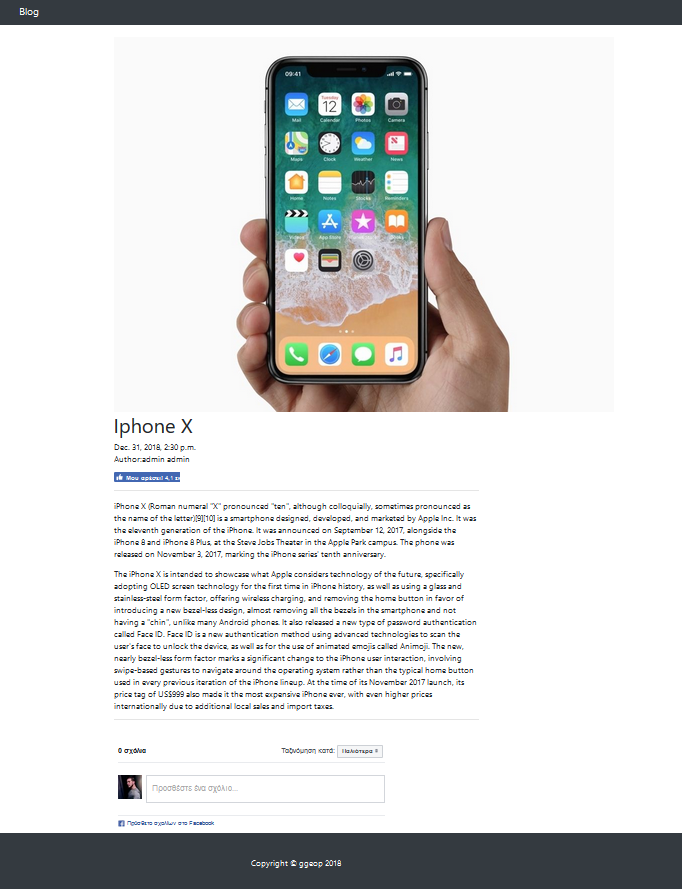 Blog
09:41
Tuesday
12
Mail
Calendar
Photos
Camera
Maps
Clock
Weather
News
Home
Notes
Stocks
Reminders
Videos
App Store
Iphone X
Dec. 31, 2018, 2:30 p.m.
Author:admin admin
Μου αρέσει! 4,1 χι
iPhone X (Roman numeral "X" pronounced "ten", although colloquially, sometimes pronounced as
the name of the letter)[9][10] is a smartphone designed, developed, and marketed by Apple Inc. It was
the eleventh generation of the iPhone. It was announced on September 12, 2017, alongside the
iPhone 8 and iPhone 8 Plus, at the Steve Jobs Theater in the Apple Park campus. The phone was
released on November 3, 2017, marking the iPhone series' tenth anniversary.
The iPhone X is intended to showcase what Apple considers technology of the future, specifically
adopting OLED screen technology for the first time in iPhone history, as well as using a glass and
stainless-steel form factor, offering wireless charging, and removing the home button in favor of
introducing a new bezel-less design, almost removing all the bezels in the smartphone and not
having a "chin", unlike many Android phones. It also released a new type of password authentication
called Face ID. Face ID is a new authentication method using advanced technologies to scan the
user's face to unlock the device, as well as for the use of animated emojis called Animoji. The new,
nearly bezel-less form factor marks a significant change to the iPhone user interaction, involving
swipe-based gestures to navigate around the operating system rather than the typical home button
used in every previous iteration of the iPhone lineup. At the time of its November 2017 launch, its
price tag of US$999 also made it the most expensive iPhone ever, with even higher prices
internationally due to additional local sales and import taxes.
0 σχόλια
Ταξινόμηση κατά: Παλιότερα
Προσθέστε ένα σχόλιο...
Πρόσθετο σχολίων στο Facebook
Copyright © ggeop 2018